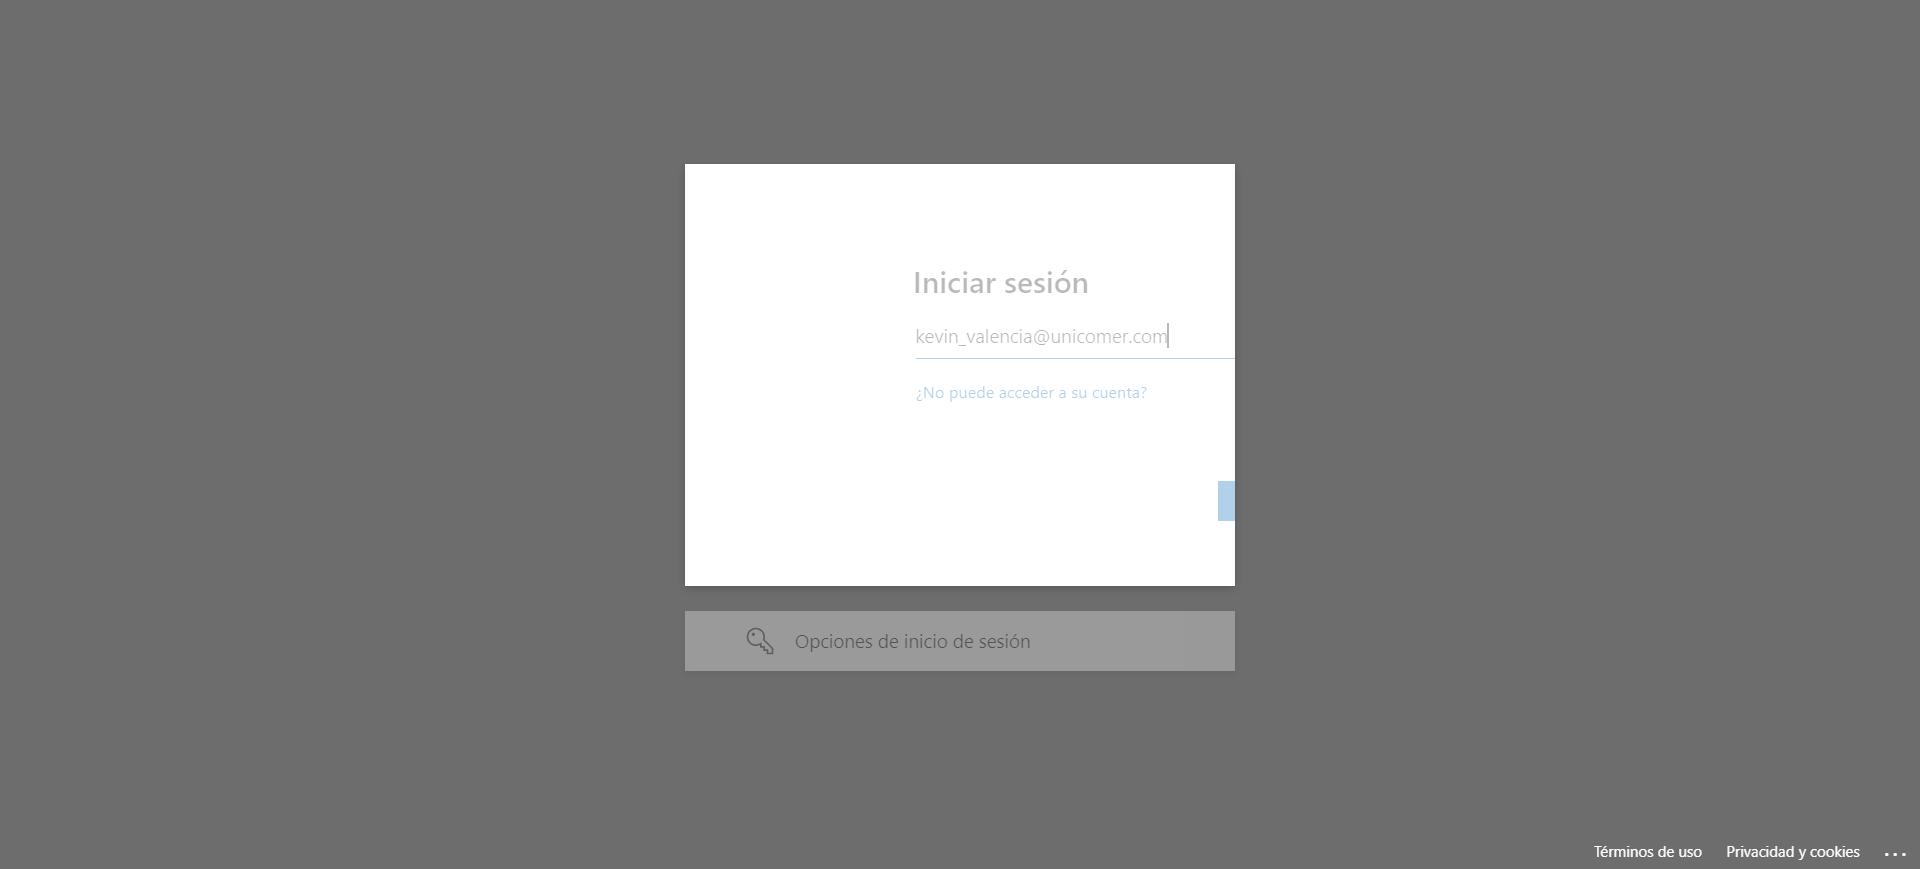 Iniciar sesión
kevin_valencia@unicomer.com
¿No puede acceder a su cuenta?
Opciones de inicio de sesión
Términos de uso
Privacidad y cookies
...